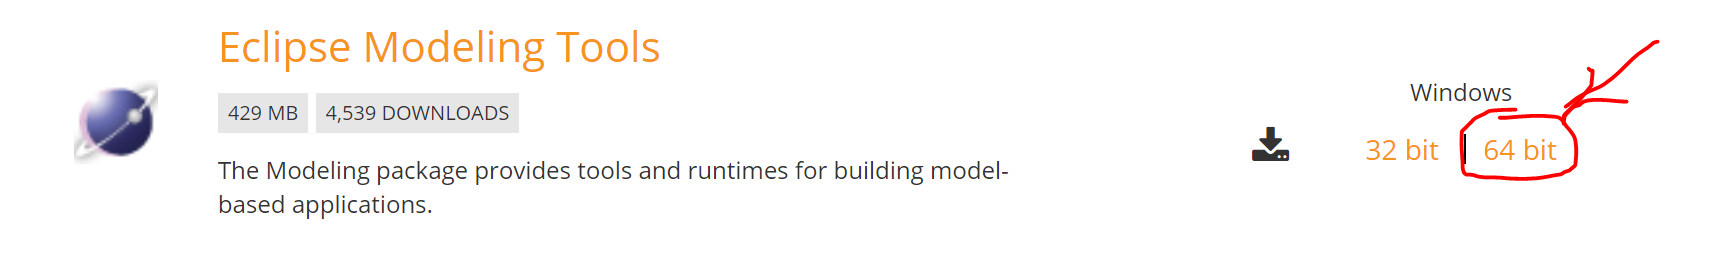 Eclipse Modeling Tools
429 MB 4,539 DOWNLOADS
The Modeling package provides tools and runtimes for building model-
based applications.
Windows
32 bit | 64 bit